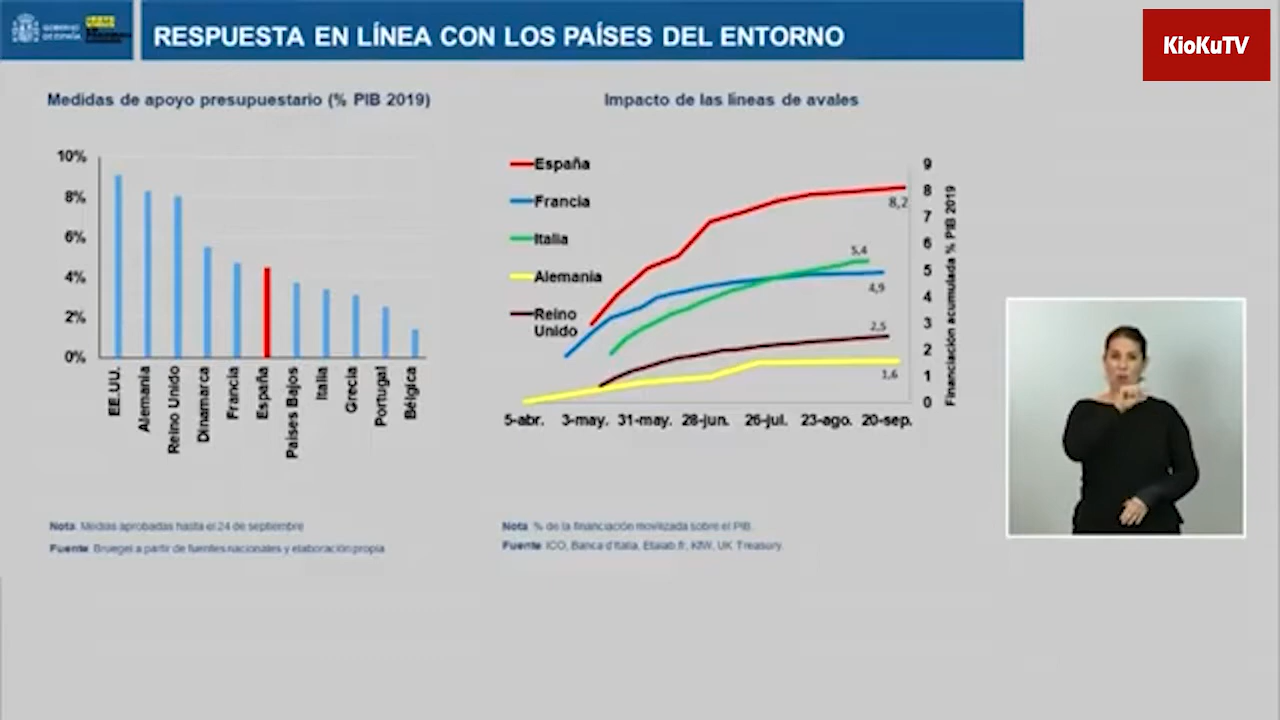 GOBIERNO
DE ESPAÑA
RESPUESTA EN LÍNEA CON LOS PAÍSES DEL ENTORNO
KioKuTV
Medidas de apoyo presupuestario (% PIB 2019)
10%
8%
6%
4%
2%
0%
EE.UU.
Alemania
Reino Unido
Dinamarca
Francia
España
Países Bajos
Italia
Grecia
Portugal
Bélgica
Nota: Medias aprobadas hasta el 24 de septiembre
Fuente: Bruegel a partir de fuentes nacionales y elaboración propia
Impacto de las líneas de avales
España
Francia
Italia
Alemania
Reino
Unido
8,2
5,4
4,9
2,5
1,6
9
8
7
6
5
4
3
2
1
0
Financiacion acumulada % PIB 2019
5-abr. 3-may. 31-may. 28-jun. 26-jul. 23-ago. 20-sep.
Nota: % de la financiación movilizada sobre el PIB.
Fuente: ICO, Banca d'Italia, Etalab.fr, KfW, UK Treasury.